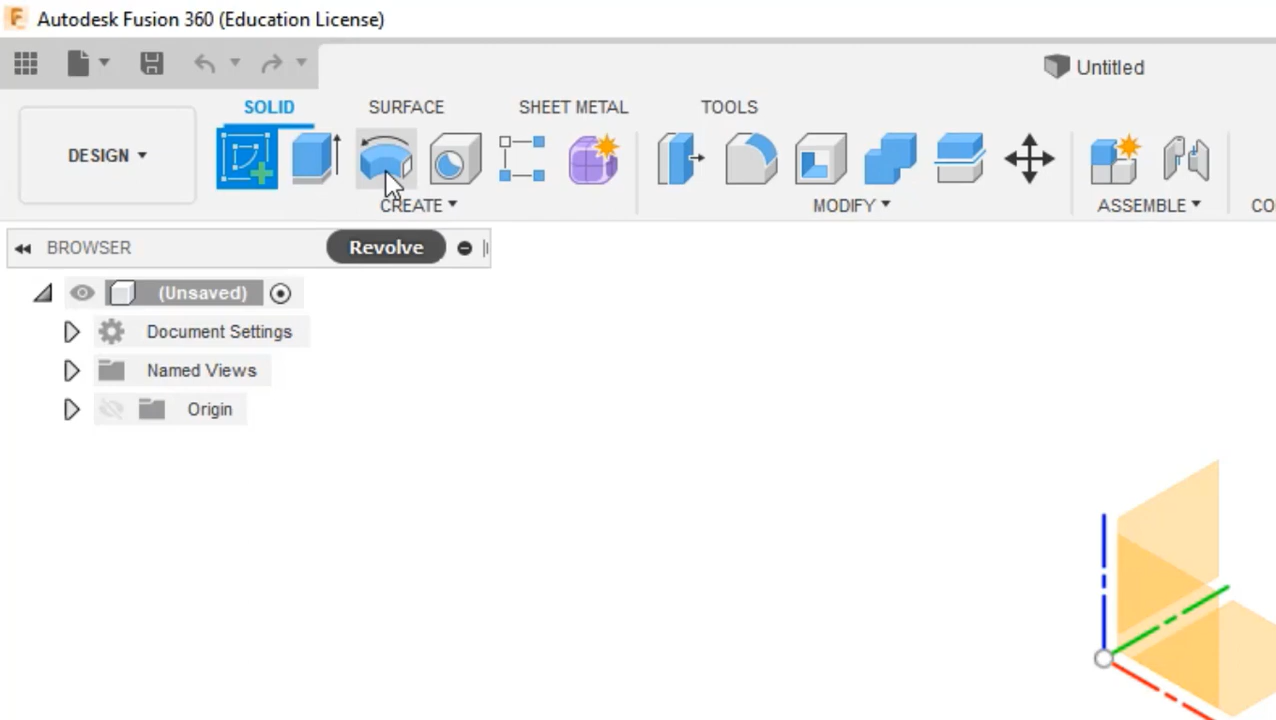 Autodesk Fusion 360 (Education License)
Untitled
SOLID SURFACE SHEET METAL TOOLS
DESIGN
CREATE MODIFY ASSEMBLE CO
BROWSER Revolve
(Unsaved)
Document Settings
Named Views
Origin